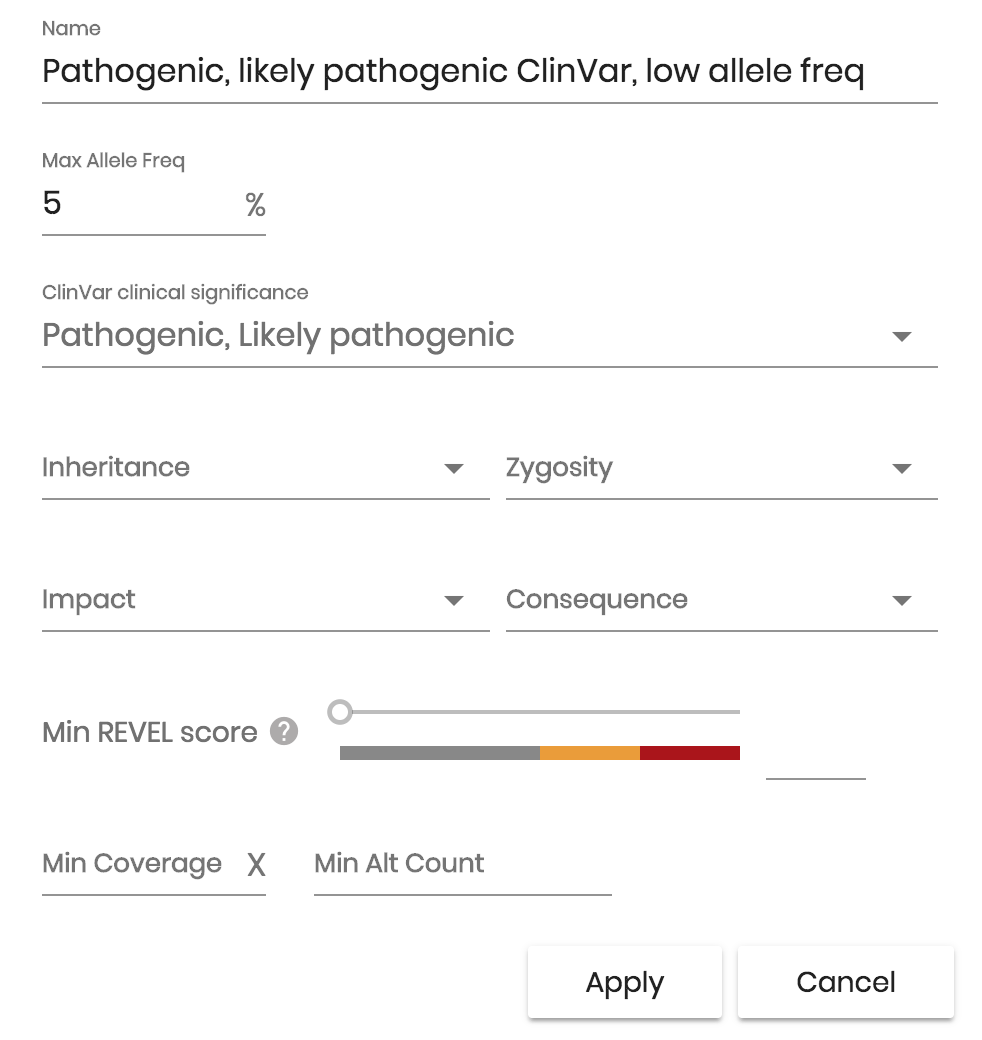 Name
Pathogenic, likely pathogenic ClinVar, low allele freq
Max Allele Freq
5 %
ClinVar clinical significance
Pathogenic, Likely pathogenic
Inheritance Zygosity
Impact Consequence
Min REVEL score ?
Min Coverage X Min Alt Count
Apply Cancel